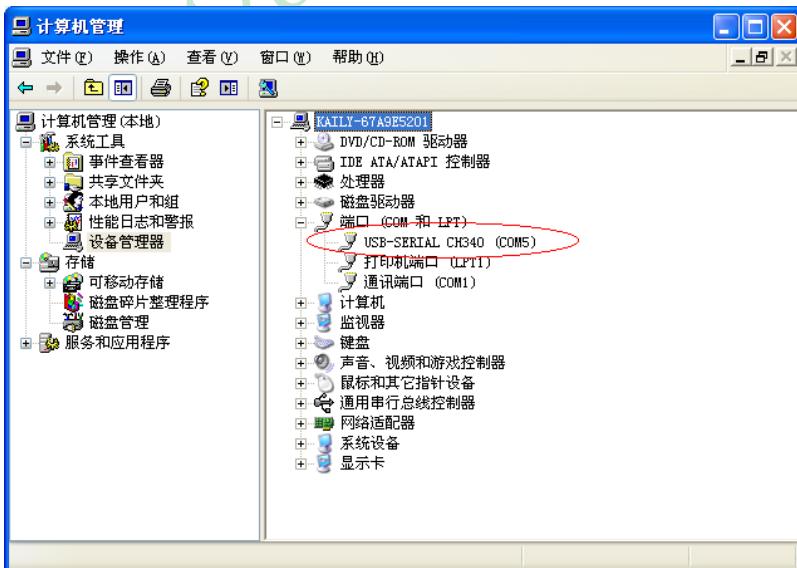 计算机管理
文件(F) 操作(A) 查看(V) 窗口(W) 帮助(H)
计算机管理(本地)
系统工具
事件查看器
共享文件夹
本地用户和组
性能日志和警报
设备管理器
存储
可移动存储
磁盘碎片整理程序
磁盘管理
服务和应用程序
KAILY-67A9E5201
DVD/CD-ROM 驱动器
IDE ATA/ATAPI 控制器
处理器
磁盘驱动器
端口 (COM 和 LPT)
USB-SERIAL CH340 (COM5)
打印机端口 (LPT1)
通讯端口 (COM1)
计算机
监视器
键盘
声音、视频和游戏控制器
鼠标和其它指针设备
通用串行总线控制器
网络适配器
系统设备
显示卡